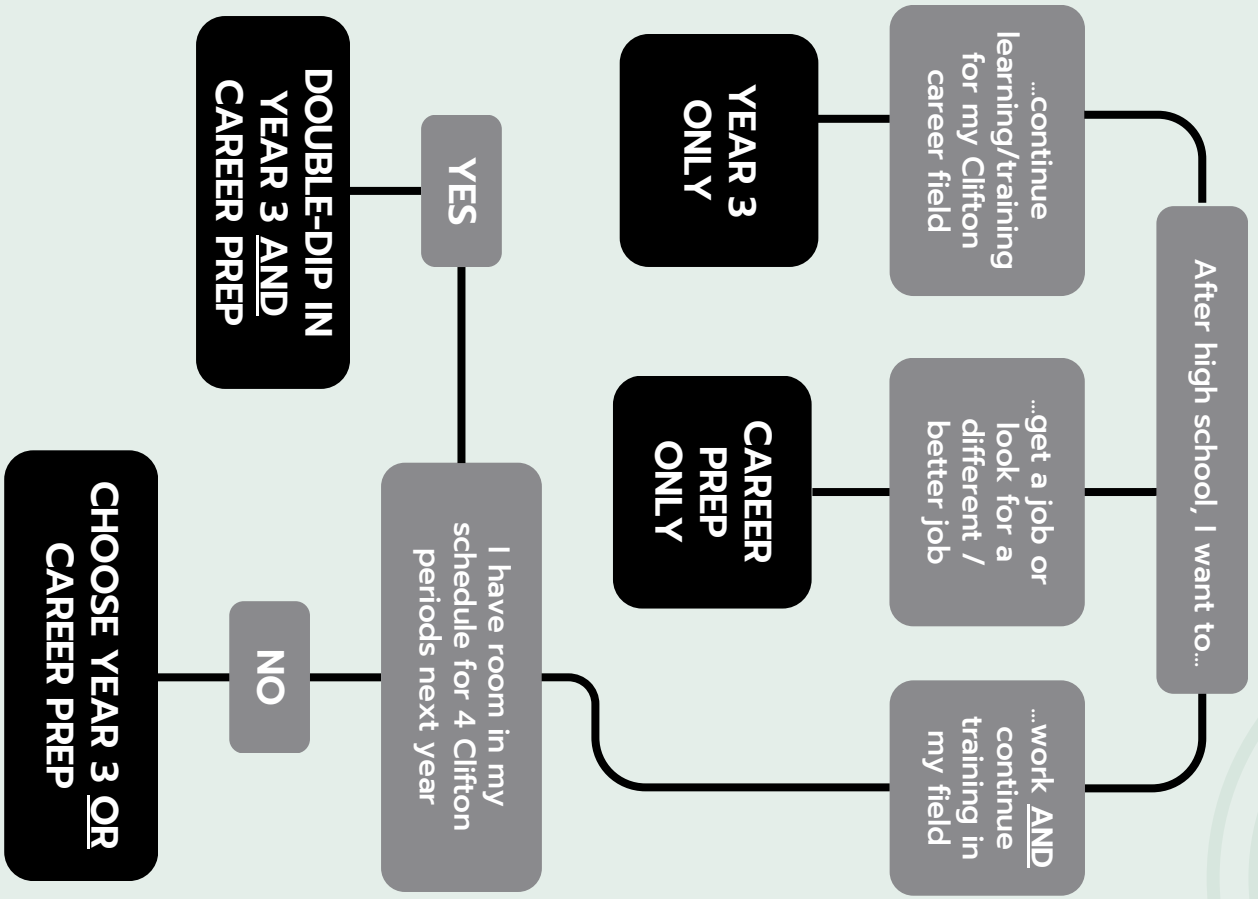 After high school, I want to...
...continue
learning/training
for my Clifton
career field
...get a job or
look for a
different /
better job
...work AND
continue
training in
my field
YEAR 3
ONLY
CAREER
PREP
ONLY
I have room in my
schedule for 4 Clifton
periods next year
YES
NO
DOUBLE-DIP IN
YEAR 3 AND
CAREER PREP
CHOOSE YEAR 3 OR
CAREER PREP